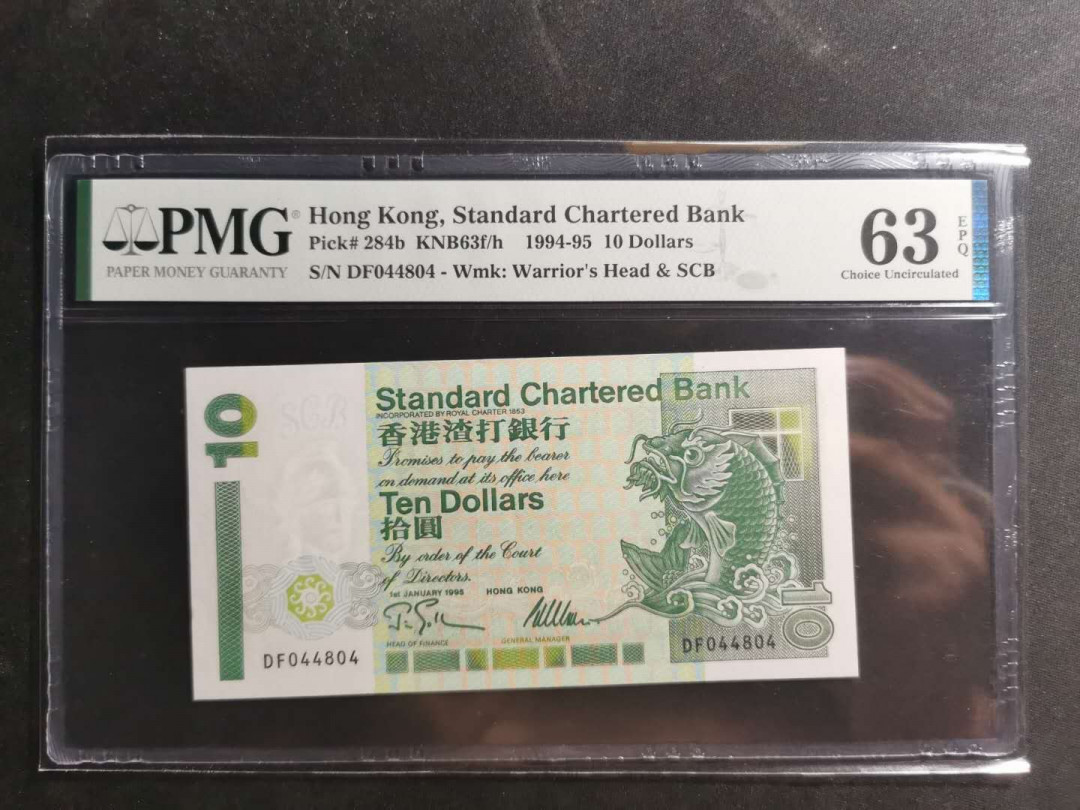 PMG
PAPER MONEY GUARANTY
Hong Kong, Standard Chartered Bank
Pick# 284b KNB63f/h 1994-95 10 Dollars
S/N DF044804 - Wmk: Warrior's Head & SCB
63
EPQ
Choice Uncirculated
10
Standard Chartered Bank
INCORPORATED BY ROYAL CHARTER 1853
香港渣打銀行
Promises to pay the bearer
on demand at its office here
Ten Dollars
拾圓
By order of the Court
of Directors.
1st JANUARY 1995 HONG KONG
HEAD OF FINANCE
GENERAL MANAGER
DF044804
DF044804
10